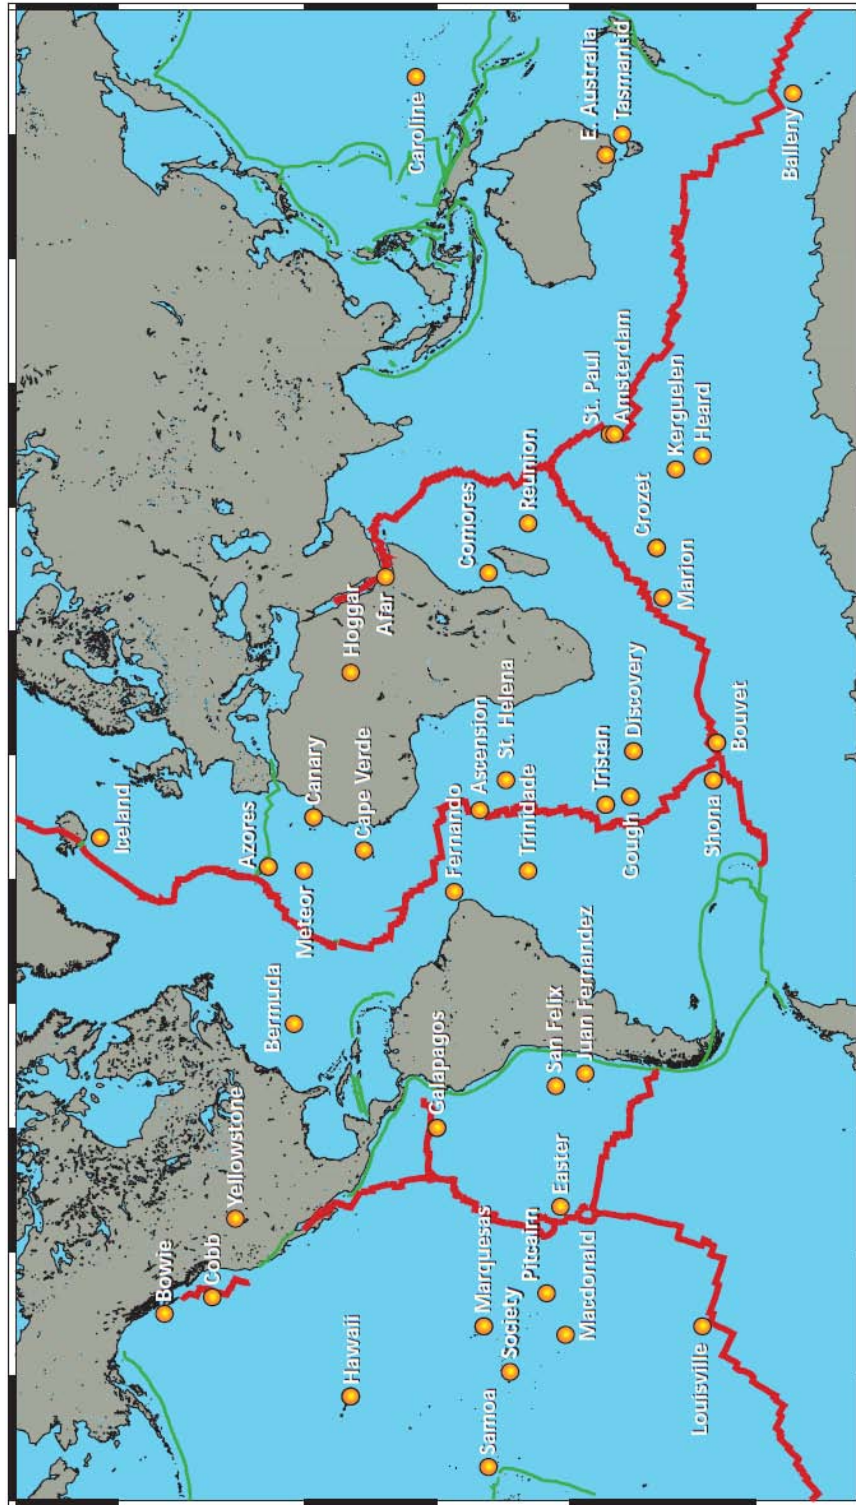 Bowie
Cobb
Yellowstone
Hawaii
Bermuda
Iceland
Azores
Meteor
Canary
Cape Verde
Hoggar
Afar
Caroline
Galapagos
Fernando
Ascension
St. Helena
Trinidade
Comores
Reunion
Samoa
Society
Marquesas
Pitcairn
Macdonald
Easter
San Felix
Juan Fernandez
Tristan
Gough
Discovery
St. Paul
Amsterdam
E. Australia
Tasmantid
Louisville
Shona
Bouvet
Marion
Crozet
Kerguelen
Heard
Balleny